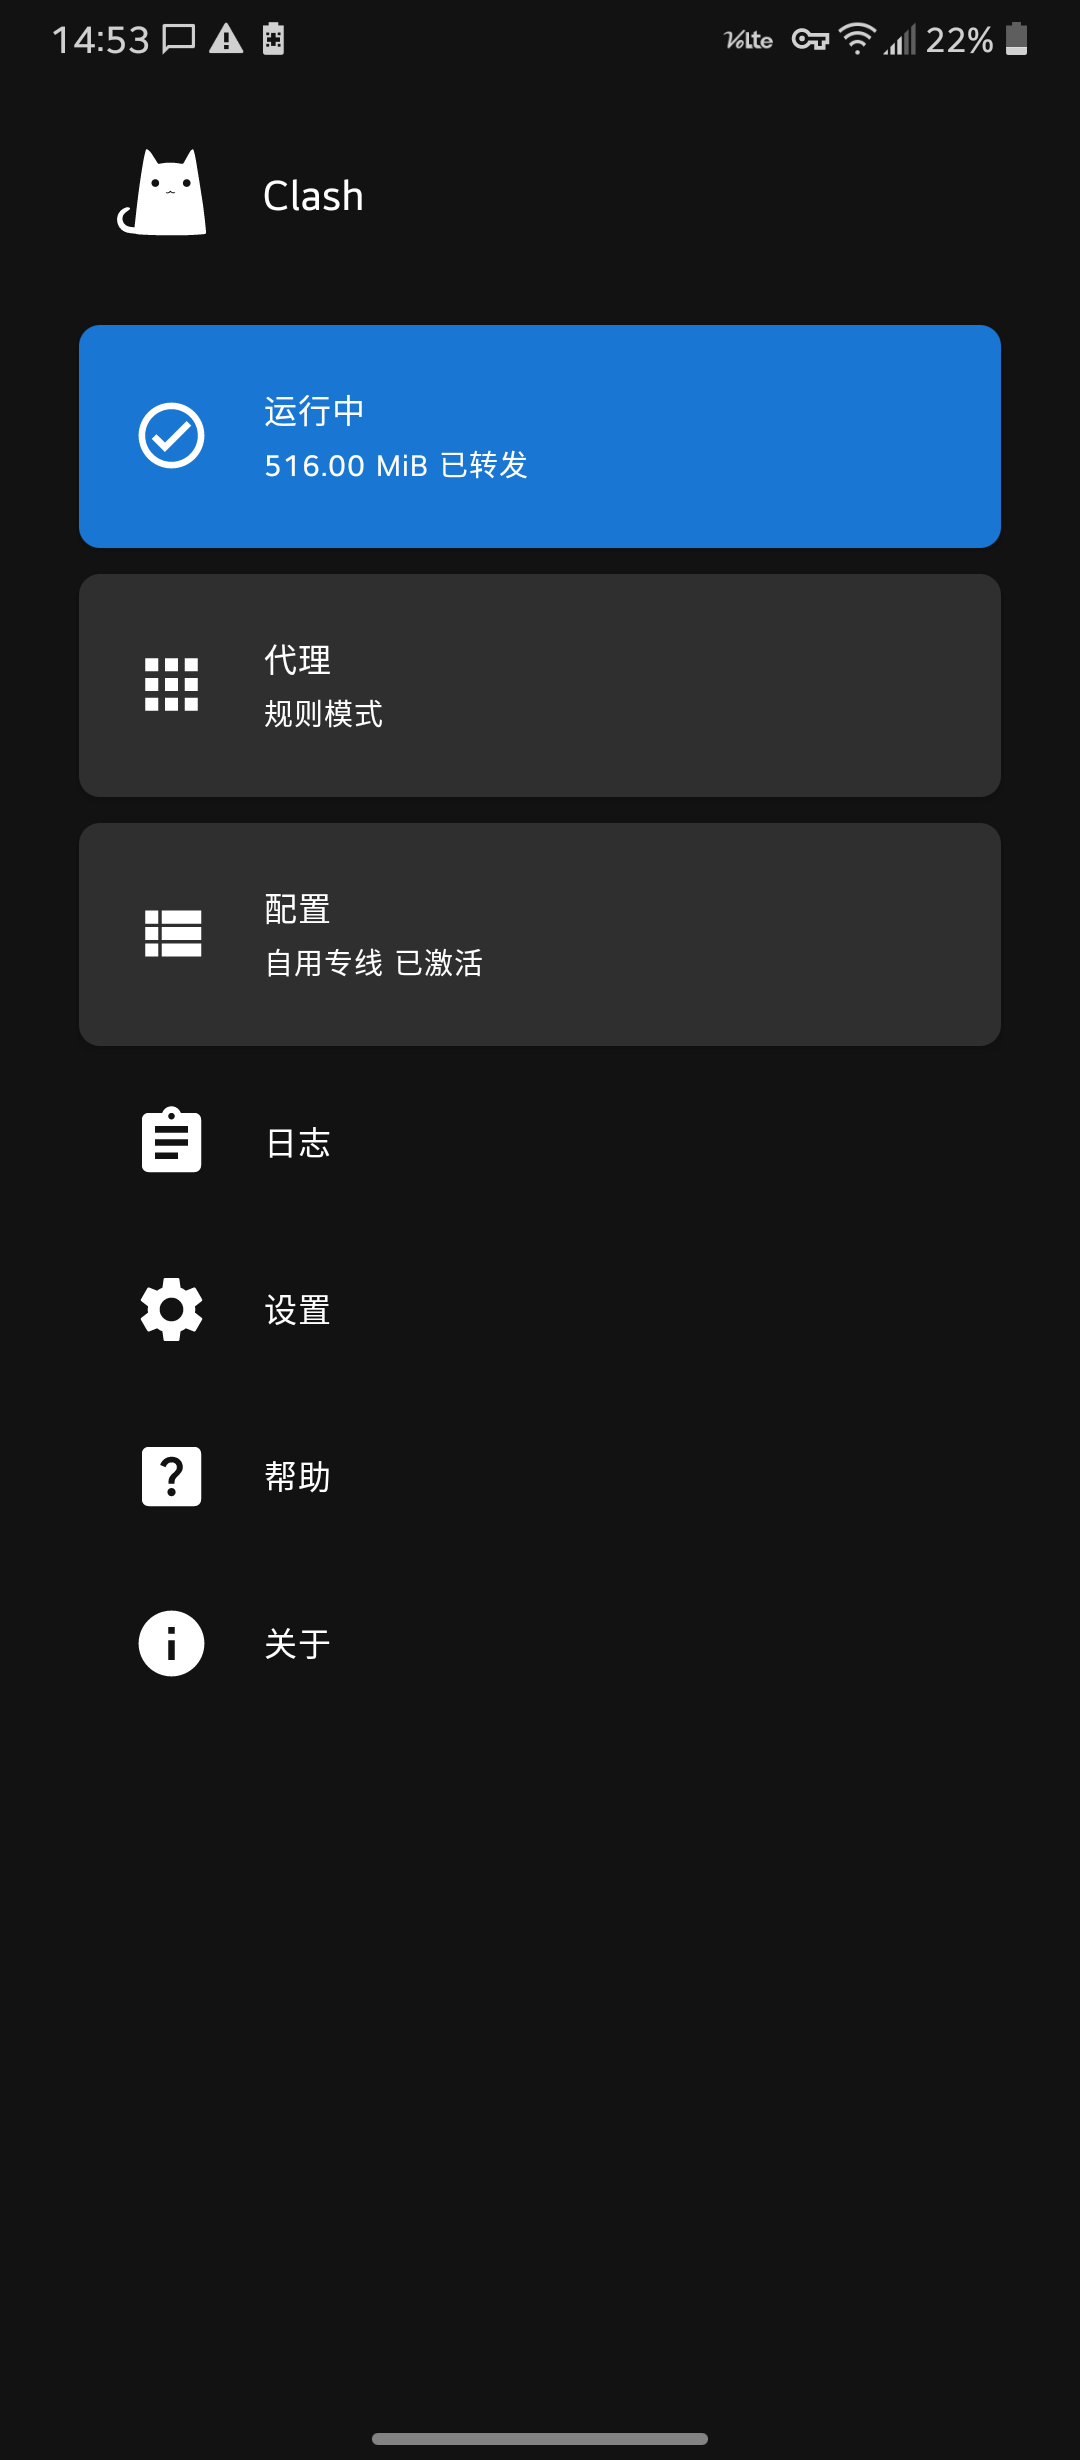 14:53
VoLte
22%
Clash
运行中
516.00 MiB 已转发
代理
规则模式
配置
自用专线 已激活
日志
设置
帮助
关于